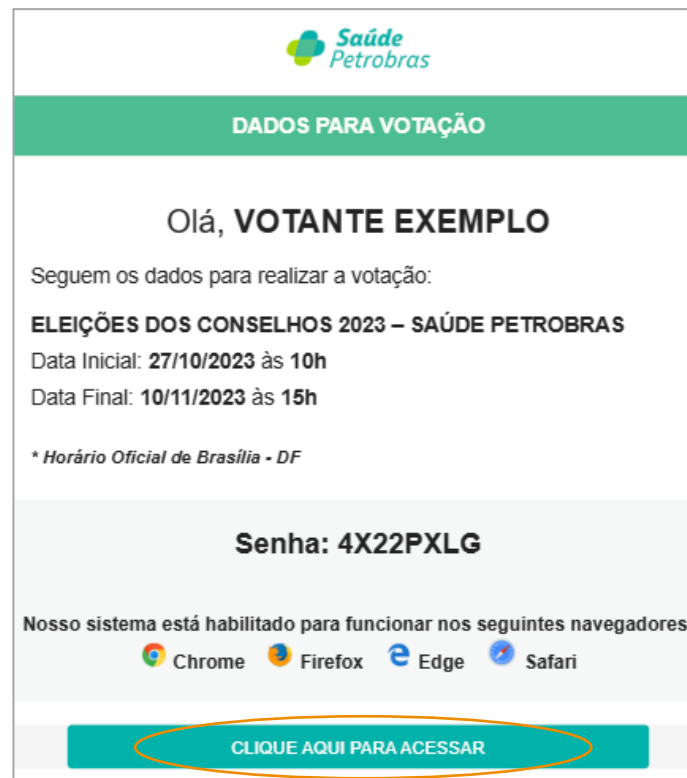 Saúde
Petrobras
DADOS PARA VOTAÇÃO
Olá, VOTANTE EXEMPLO
Seguem os dados para realizar a votação:
ELEIÇÕES DOS CONSELHOS 2023 – SAÚDE PETROBRAS
Data Inicial: 27/10/2023 às 10h
Data Final: 10/11/2023 às 15h
* Horário Oficial de Brasília - DF
Senha: 4X22PXLG
Nosso sistema está habilitado para funcionar nos seguintes navegadores
Chrome Firefox Edge Safari
CLIQUE AQUI PARA ACESSAR